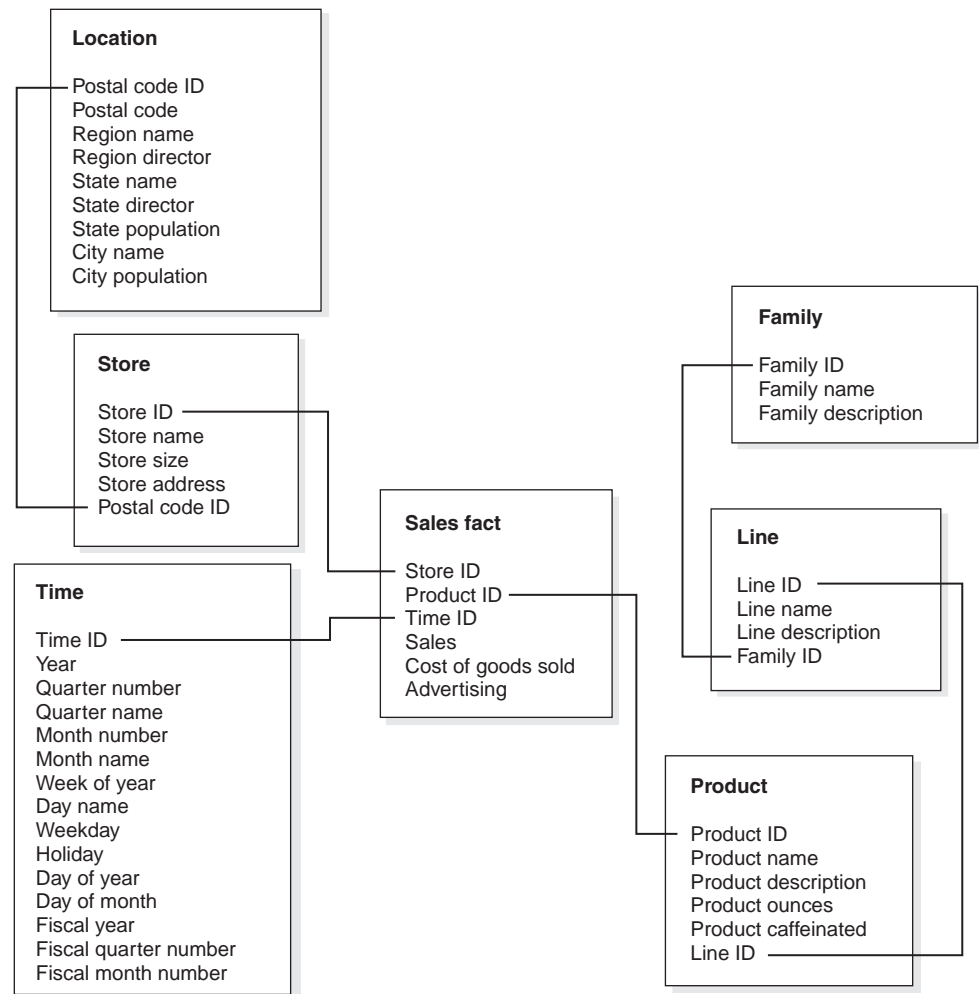 Location
Postal code ID
Postal code
Region name
Region director
State name
State director
State population
City name
City population
Store
Store ID
Store name
Store size
Store address
Postal code ID
Time
Time ID
Year
Quarter number
Quarter name
Month number
Month name
Week of year
Day name
Weekday
Holiday
Day of year
Day of month
Fiscal year
Fiscal quarter number
Fiscal month number
Sales fact
Store ID
Product ID
Time ID
Sales
Cost of goods sold
Advertising
Family
Family ID
Family name
Family description
Line
Line ID
Line name
Line description
Family ID
Product
Product ID
Product name
Product description
Product ounces
Product caffeinated
Line ID